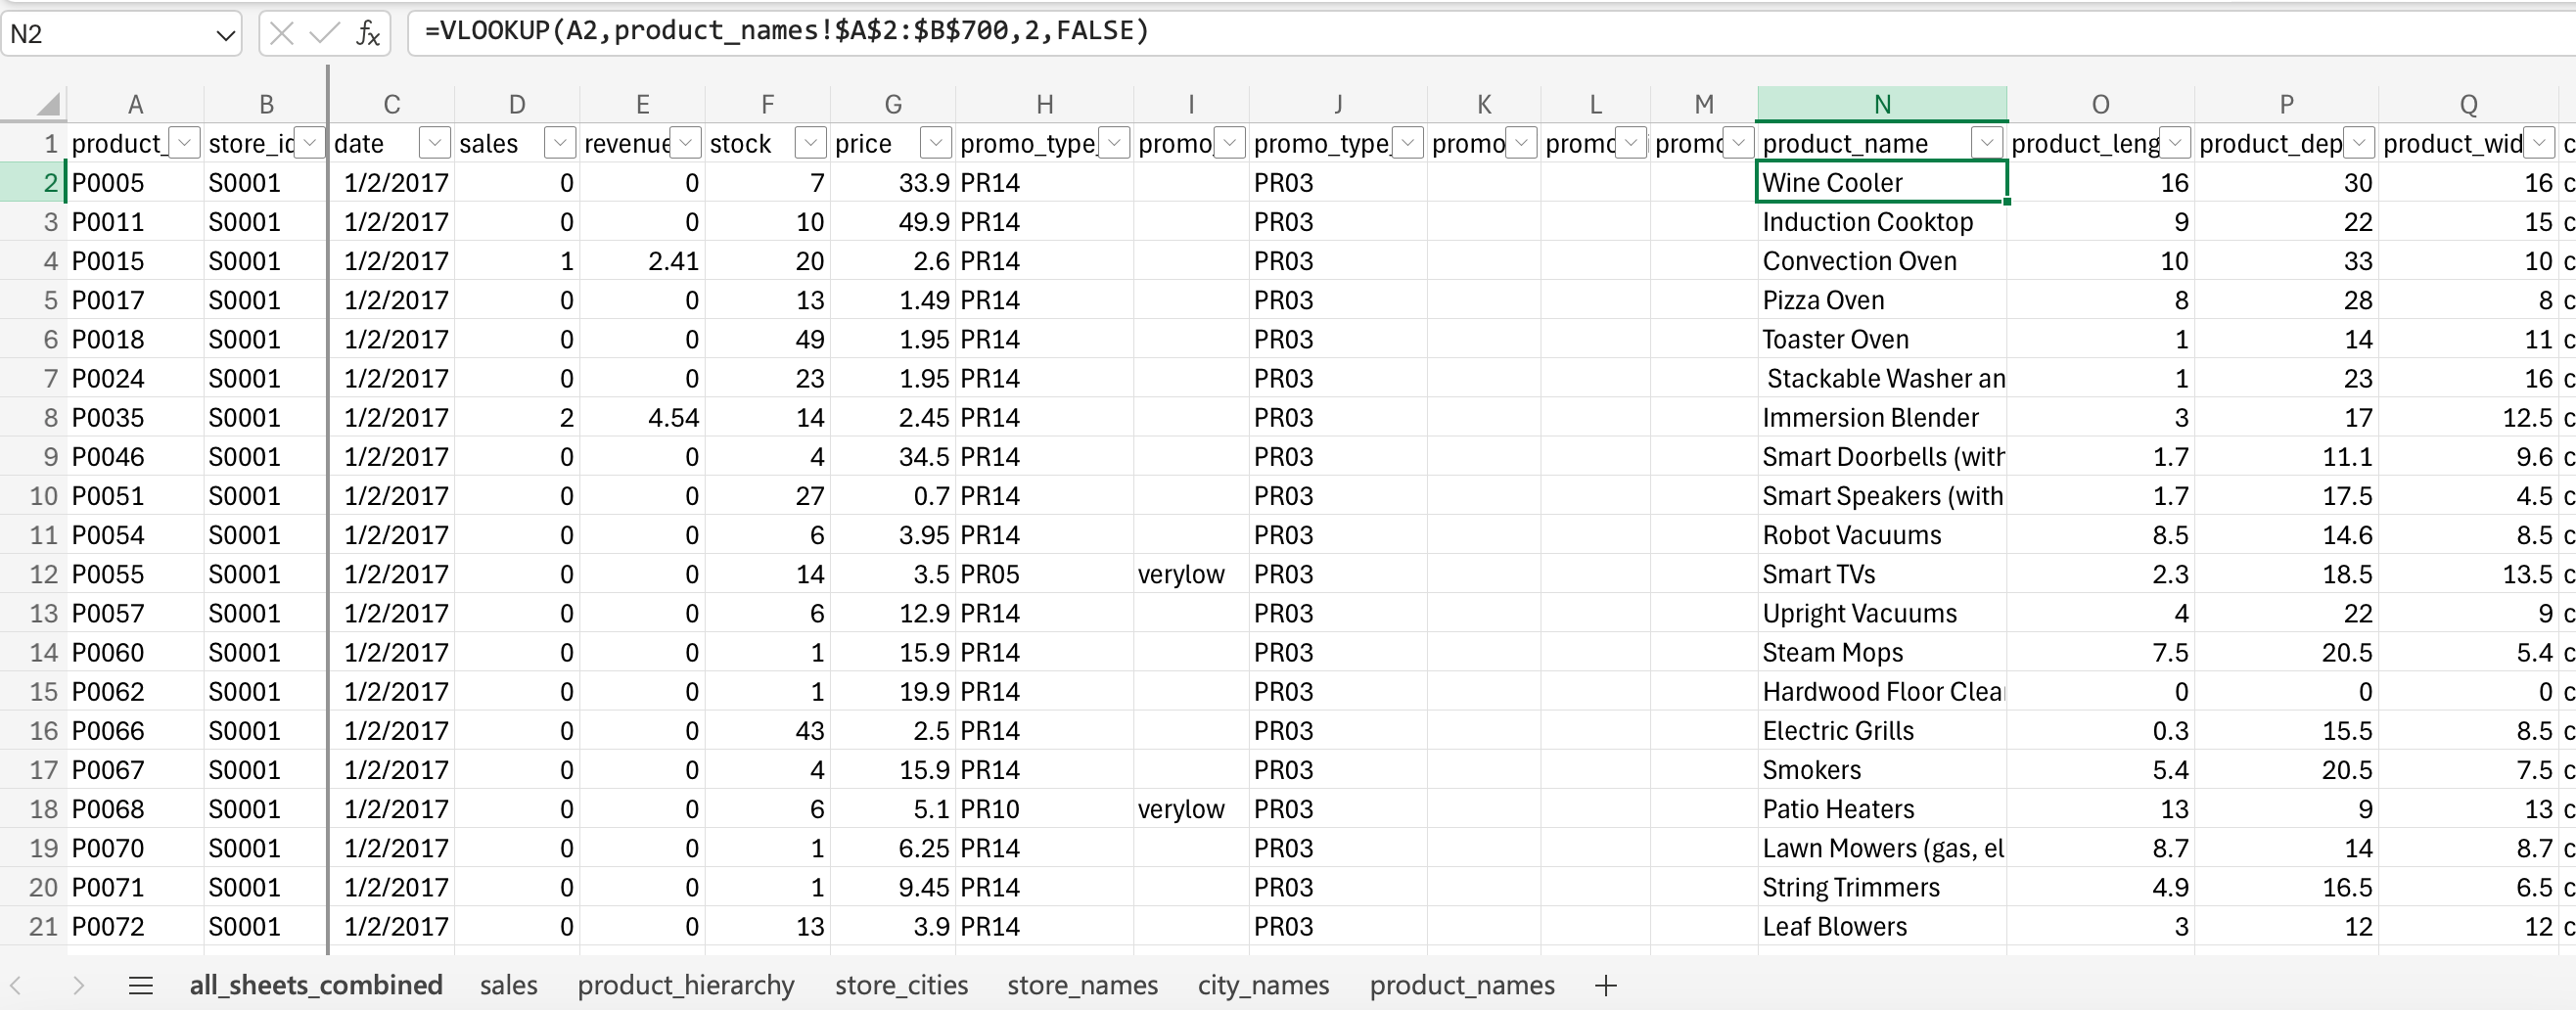 N2 fx =VLOOKUP(A2,product_names!$A$2:$B$700,2,FALSE)
A B C D E F G H I J K L M N O P Q
1 product_ store_id date sales revenue stock price promo_type_ promo_ promo_type_ promo promo promo product_name product_leng product_dep product_wid c
2 P0005 S0001 1/2/2017 0 0 7 33.9 PR14 PR03 Wine Cooler 16 30 16 c
3 P0011 S0001 1/2/2017 0 0 10 49.9 PR14 PR03 Induction Cooktop 9 22 15 c
4 P0015 S0001 1/2/2017 1 2.41 20 2.6 PR14 PR03 Convection Oven 10 33 10 c
5 P0017 S0001 1/2/2017 0 0 13 1.49 PR14 PR03 Pizza Oven 8 28 8 c
6 P0018 S0001 1/2/2017 0 0 49 1.95 PR14 PR03 Toaster Oven 1 14 11 c
7 P0024 S0001 1/2/2017 0 0 23 1.95 PR14 PR03 Stackable Washer an 1 23 16 c
8 P0035 S0001 1/2/2017 2 4.54 14 2.45 PR14 PR03 Immersion Blender 3 17 12.5 c
9 P0046 S0001 1/2/2017 0 0 4 34.5 PR14 PR03 Smart Doorbells (with 1.7 11.1 9.6 c
10 P0051 S0001 1/2/2017 0 0 27 0.7 PR14 PR03 Smart Speakers (with 1.7 17.5 4.5 c
11 P0054 S0001 1/2/2017 0 0 6 3.95 PR14 PR03 Robot Vacuums 8.5 14.6 8.5 c
12 P0055 S0001 1/2/2017 0 0 14 3.5 PR05 verylow PR03 Smart TVs 2.3 18.5 13.5 c
13 P0057 S0001 1/2/2017 0 0 6 12.9 PR14 PR03 Upright Vacuums 4 22 9 c
14 P0060 S0001 1/2/2017 0 0 1 15.9 PR14 PR03 Steam Mops 7.5 20.5 5.4 c
15 P0062 S0001 1/2/2017 0 0 1 19.9 PR14 PR03 Hardwood Floor Clea 0 0 0 c
16 P0066 S0001 1/2/2017 0 0 43 2.5 PR14 PR03 Electric Grills 0.3 15.5 8.5 c
17 P0067 S0001 1/2/2017 0 0 4 15.9 PR14 PR03 Smokers 5.4 20.5 7.5 c
18 P0068 S0001 1/2/2017 0 0 6 5.1 PR10 verylow PR03 Patio Heaters 13 9 13 c
19 P0070 S0001 1/2/2017 0 0 1 6.25 PR14 PR03 Lawn Mowers (gas, el 8.7 14 8.7 c
20 P0071 S0001 1/2/2017 0 0 1 9.45 PR14 PR03 String Trimmers 4.9 16.5 6.5 c
21 P0072 S0001 1/2/2017 0 0 13 3.9 PR14 PR03 Leaf Blowers 3 12 12 c
all_sheets_combined sales product_hierarchy store_cities store_names city_names product_names +